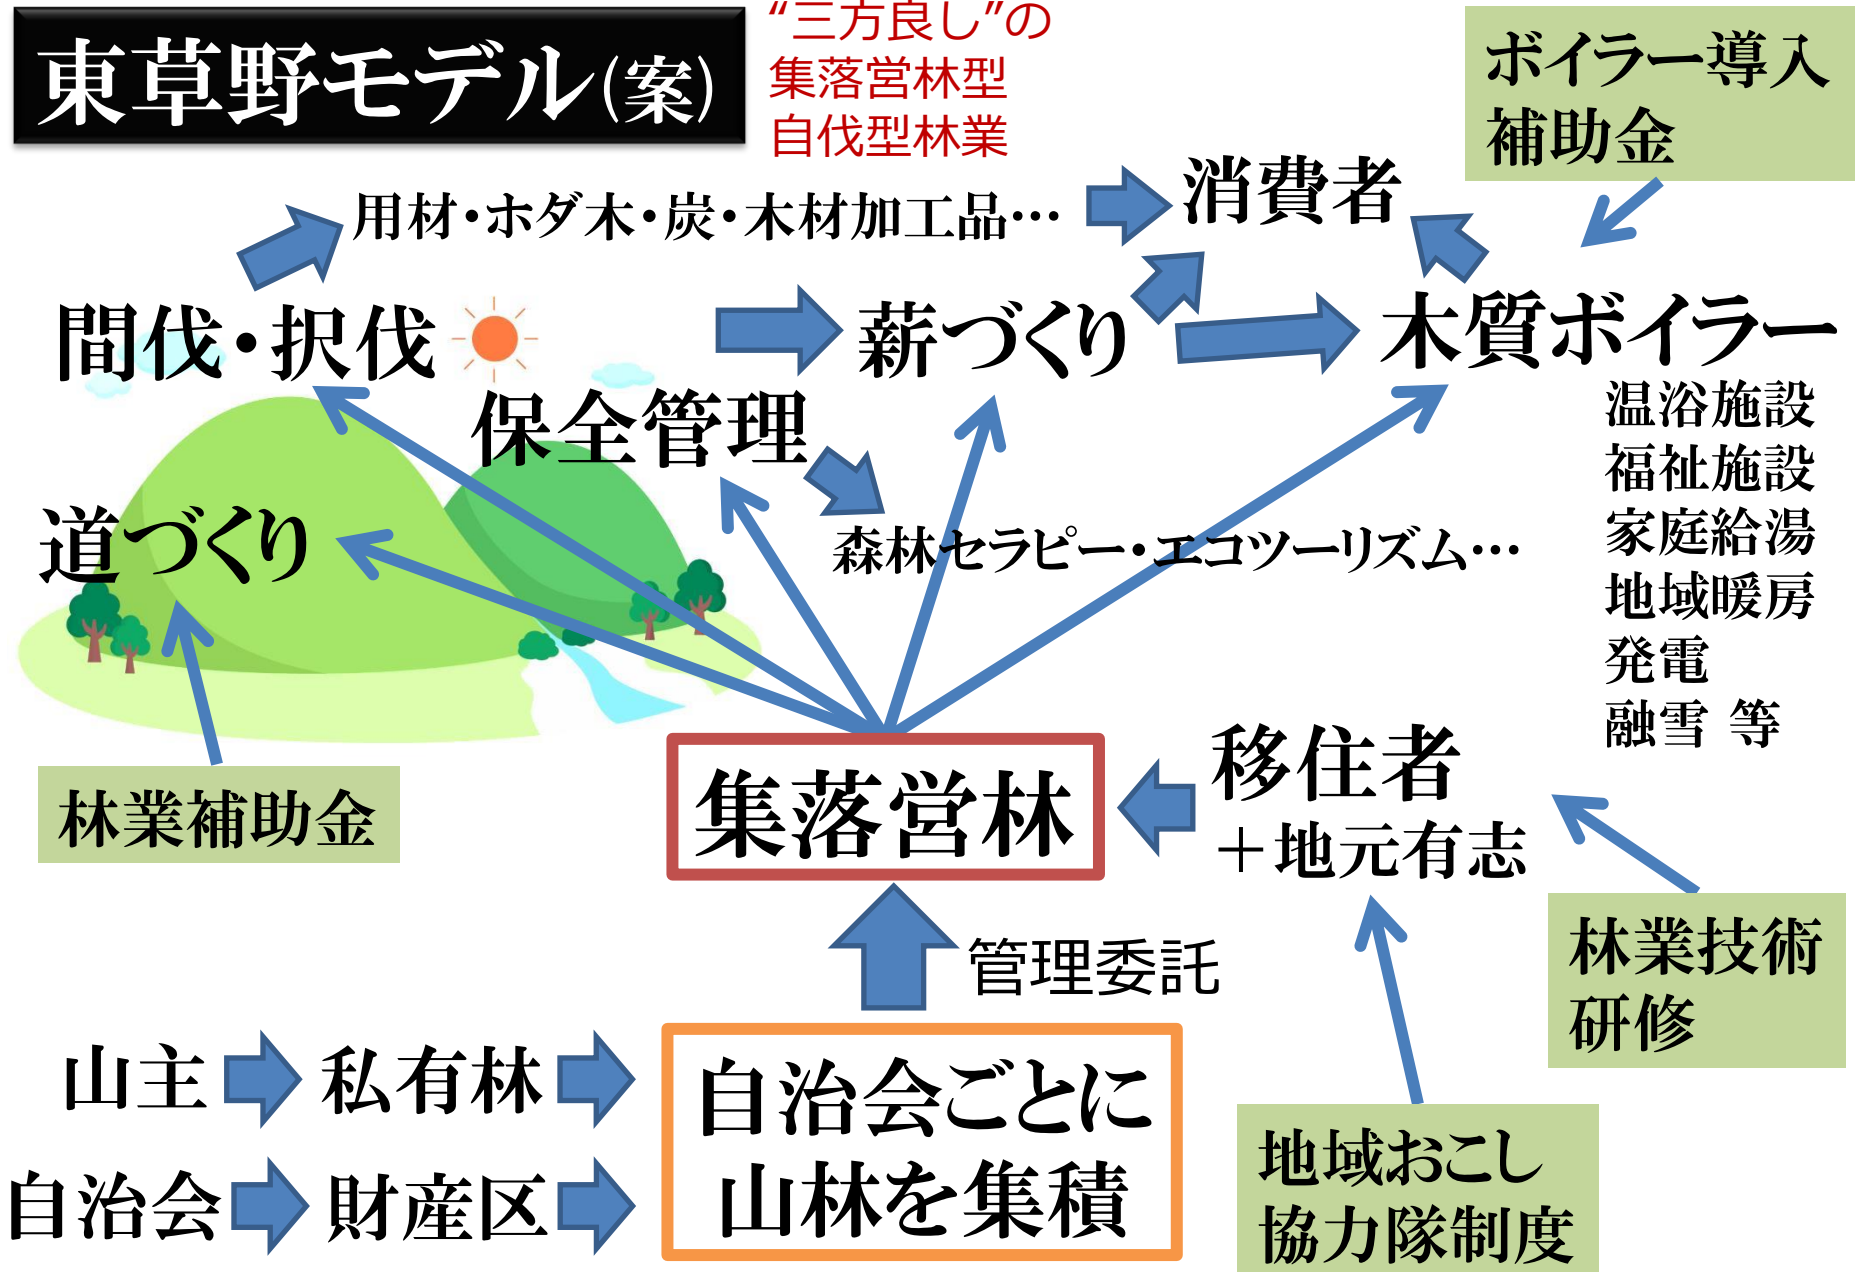 東草野モデル(案)
“三方良し”の
集落営林型
自伐型林業
ボイラー導入
補助金
用材・ホダ木・炭・木材加工品…
消費者
間伐・択伐
薪づくり
木質ボイラー
保全管理
温浴施設
福祉施設
家庭給湯
地域暖房
発電
融雪 等
道づくり
森林セラピー・エコツーリズム…
林業補助金
集落営林
移住者
＋地元有志
管理委託
林業技術
研修
山主
私有林
自治会ごとに
山林を集積
自治会
財産区
地域おこし
協力隊制度